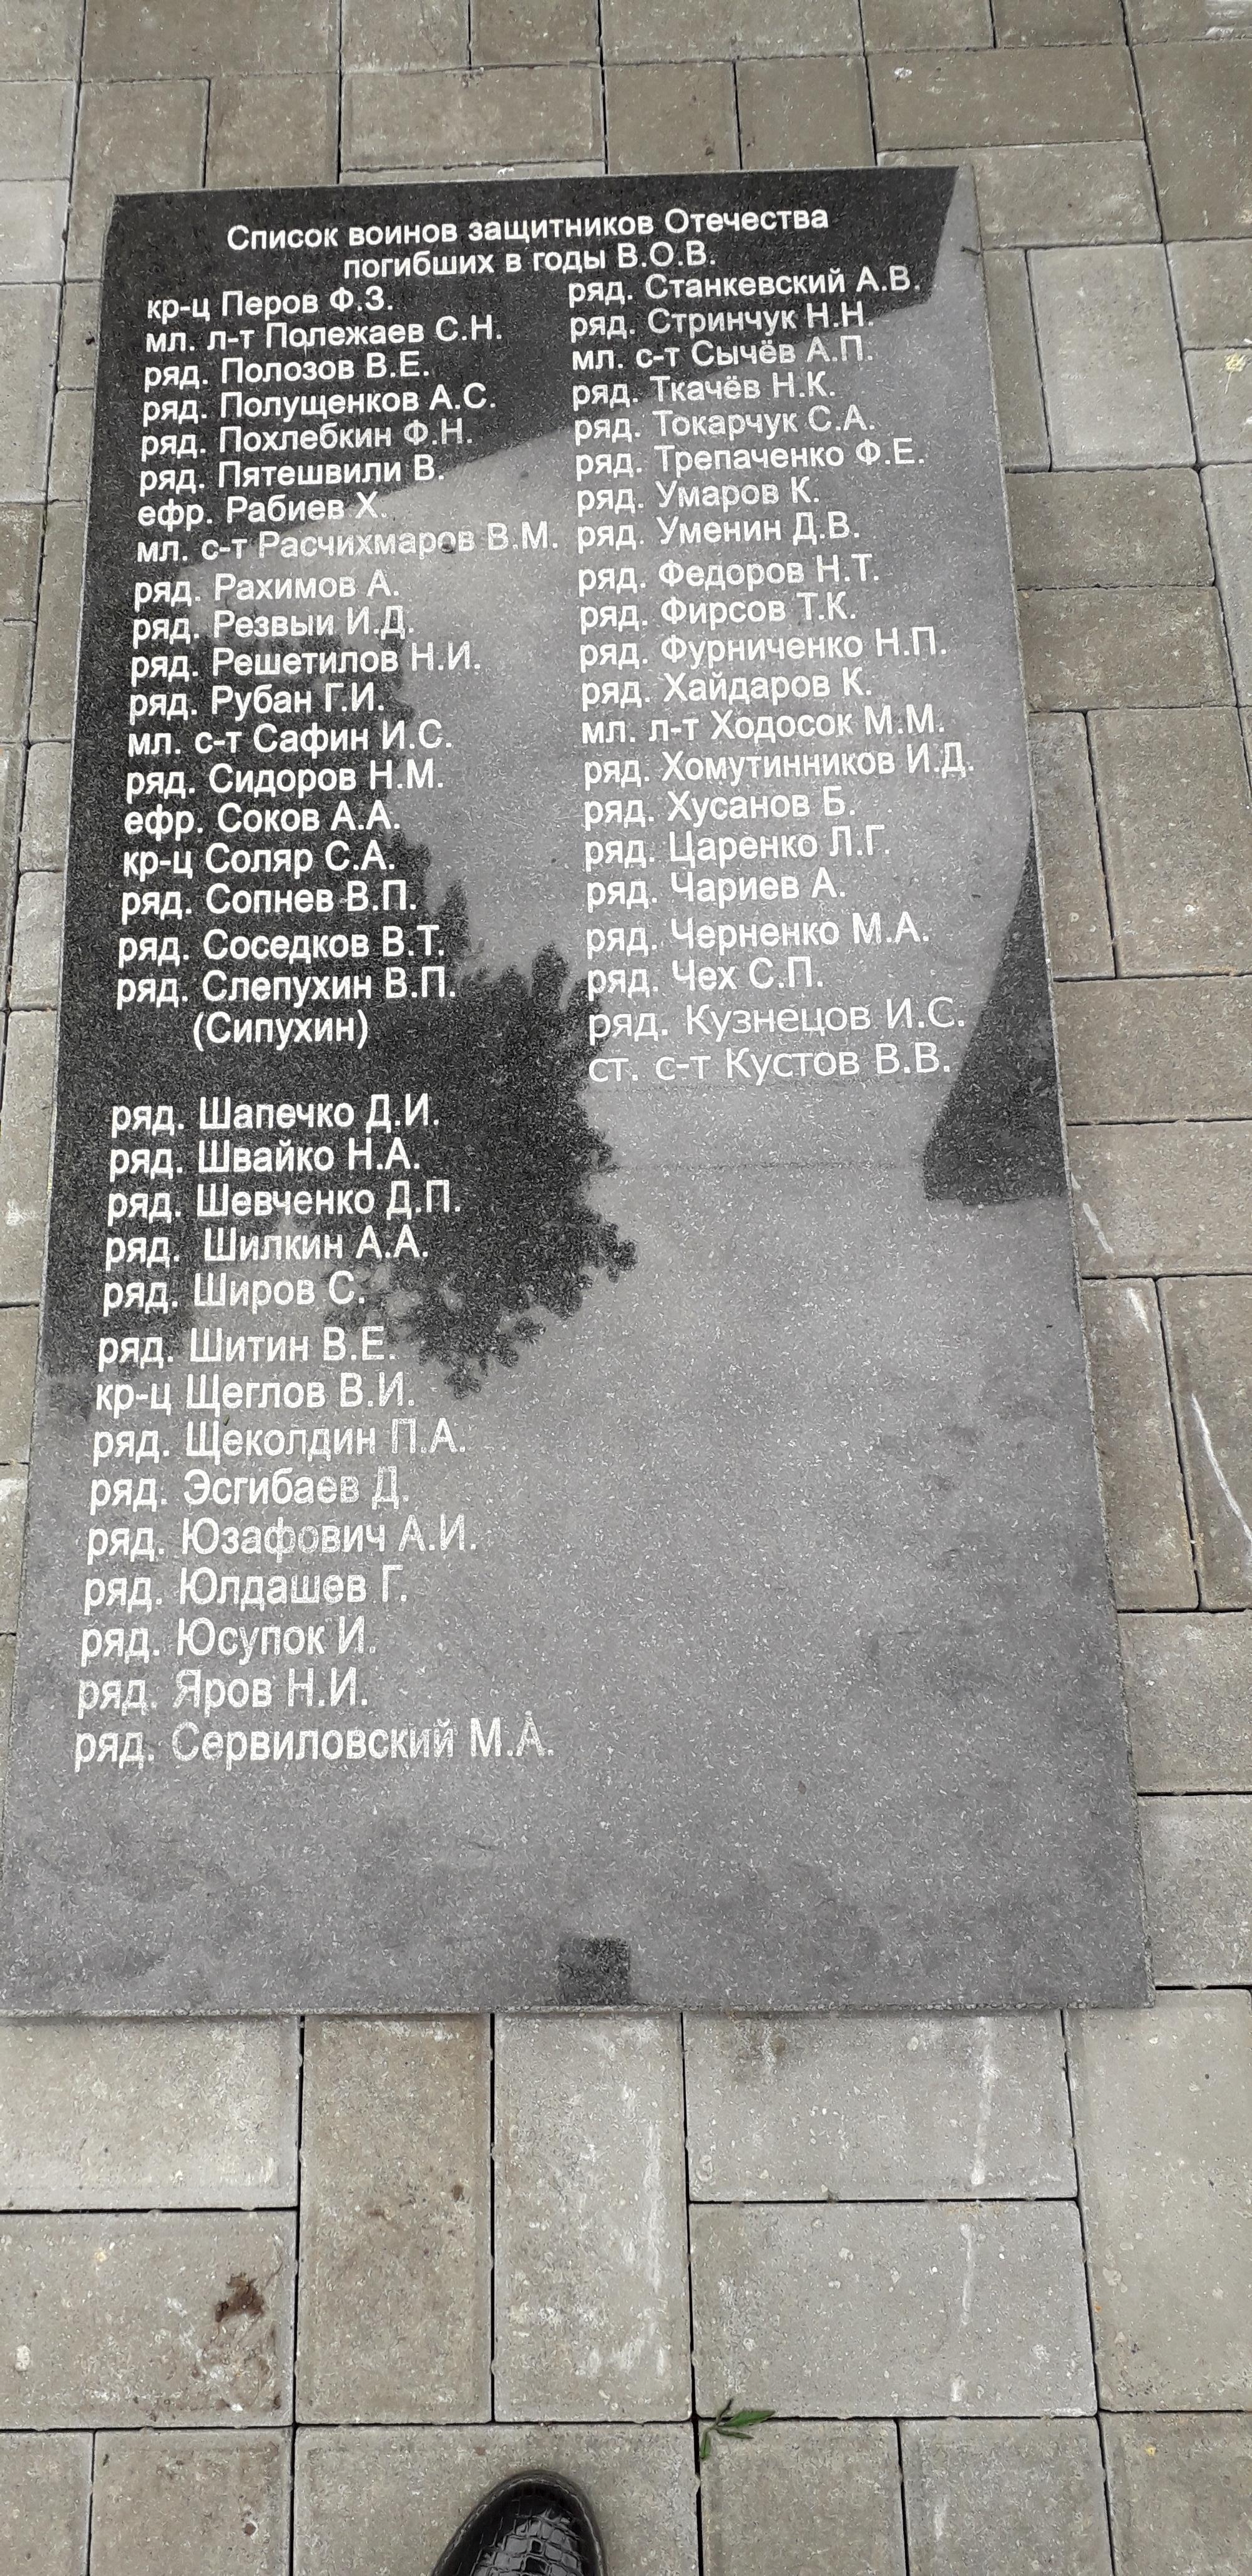 Список воинов защитников Отечества
погибших в годы В.О.В.
кр-ц Перов Ф.З.
мл. л-т Полежаев С.Н.
ряд. Полозов В.Е.
ряд. Полущенков А.С.
ряд. Похлебкин Ф.Н.
ряд. Пятешвили В.
ефр. Рабиев Х.
мл. с-т Расчихмаров В.М.
ряд. Рахимов А.
ряд. Резвый И.Д.
ряд. Решетилов Н.И.
ряд. Рубан Г.И.
мл. с-т Сафин И.С.
ряд. Сидоров Н.М.
ефр. Соков А.А.
кр-ц Соляр С.А.
ряд. Сопнев В.П.
ряд. Соседков В.Т.
ряд. Слепухин В.П.
(Сипухин)
ряд. Шапечко Д.И.
ряд. Швайко Н.А.
ряд. Шевченко Д.П.
ряд. Шилкин А.А.
ряд. Широв С.
ряд. Шитин В.Е.
кр-ц Щеглов В.И.
ряд. Щеколдин П.А.
ряд. Эсгибаев Д.
ряд. Юзафович А.И.
ряд. Юлдашев Г.
ряд. Юсупок И.
ряд. Яров Н.И.
ряд. Сервиловский М.А.
ряд. Станкевский А.В.
ряд. Стринчук Н.Н.
мл. с-т Сычёв А.П.
ряд. Ткачёв Н.К.
ряд. Токарчук С.А.
ряд. Трепаченко Ф.Е.
ряд. Умаров К.
ряд. Уменин Д.В.
ряд. Федоров Н.Т.
ряд. Фирсов Т.К.
ряд. Фурниченко Н.П.
ряд. Хайдаров К.
мл. л-т Ходосок М.М.
ряд. Хомутинников И.Д.
ряд. Хусанов Б.
ряд. Царенко Л.Г.
ряд. Чариев А.
ряд. Черненко М.А.
ряд. Чех С.П.
ряд. Кузнецов И.С.
ст. с-т Кустов В.В.